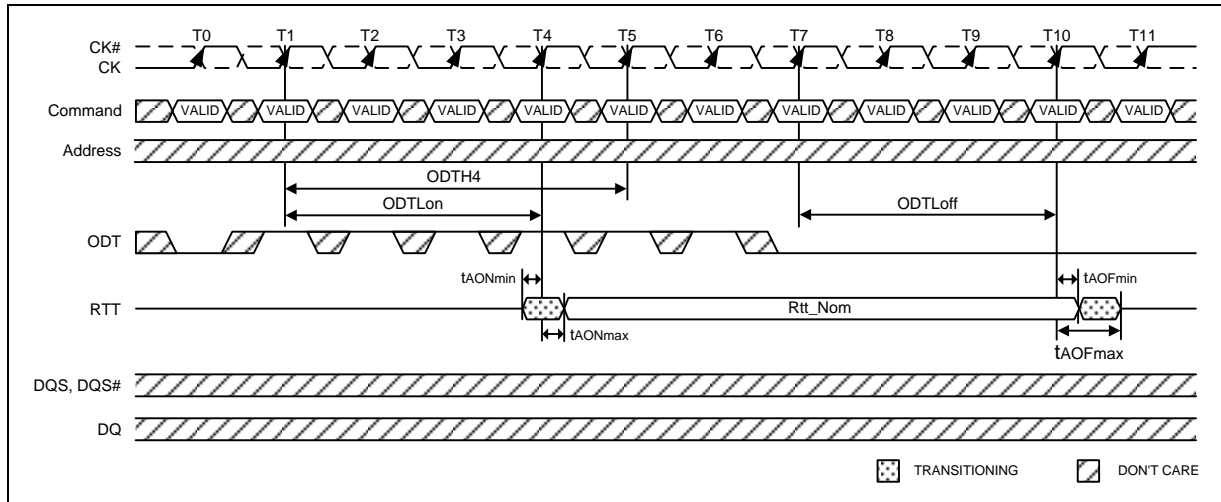 T0 T1 T2 T3 T4 T5 T6 T7 T8 T9 T10 T11
CK#
CK
Command VALID VALID VALID VALID VALID VALID VALID VALID VALID VALID VALID VALID
Address
ODTH4
ODTLon ODTLoff
ODT
tAONmin tAOFmin
RTT Rtt_Nom
tAONmax
tAOFmax
DQS, DQS#
DQ
TRANSITIONING DON'T CARE